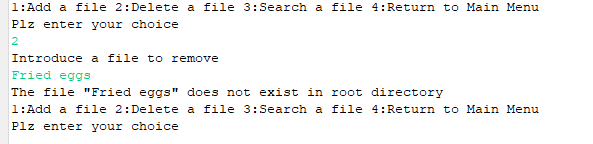 1:Add a file 2:Delete a file 3:Search a file 4:Return to Main Menu
Plz enter your choice
2
Introduce a file to remove
Fried eggs
The file "Fried eggs" does not exist in root directory
1:Add a file 2:Delete a file 3:Search a file 4:Return to Main Menu
Plz enter your choice